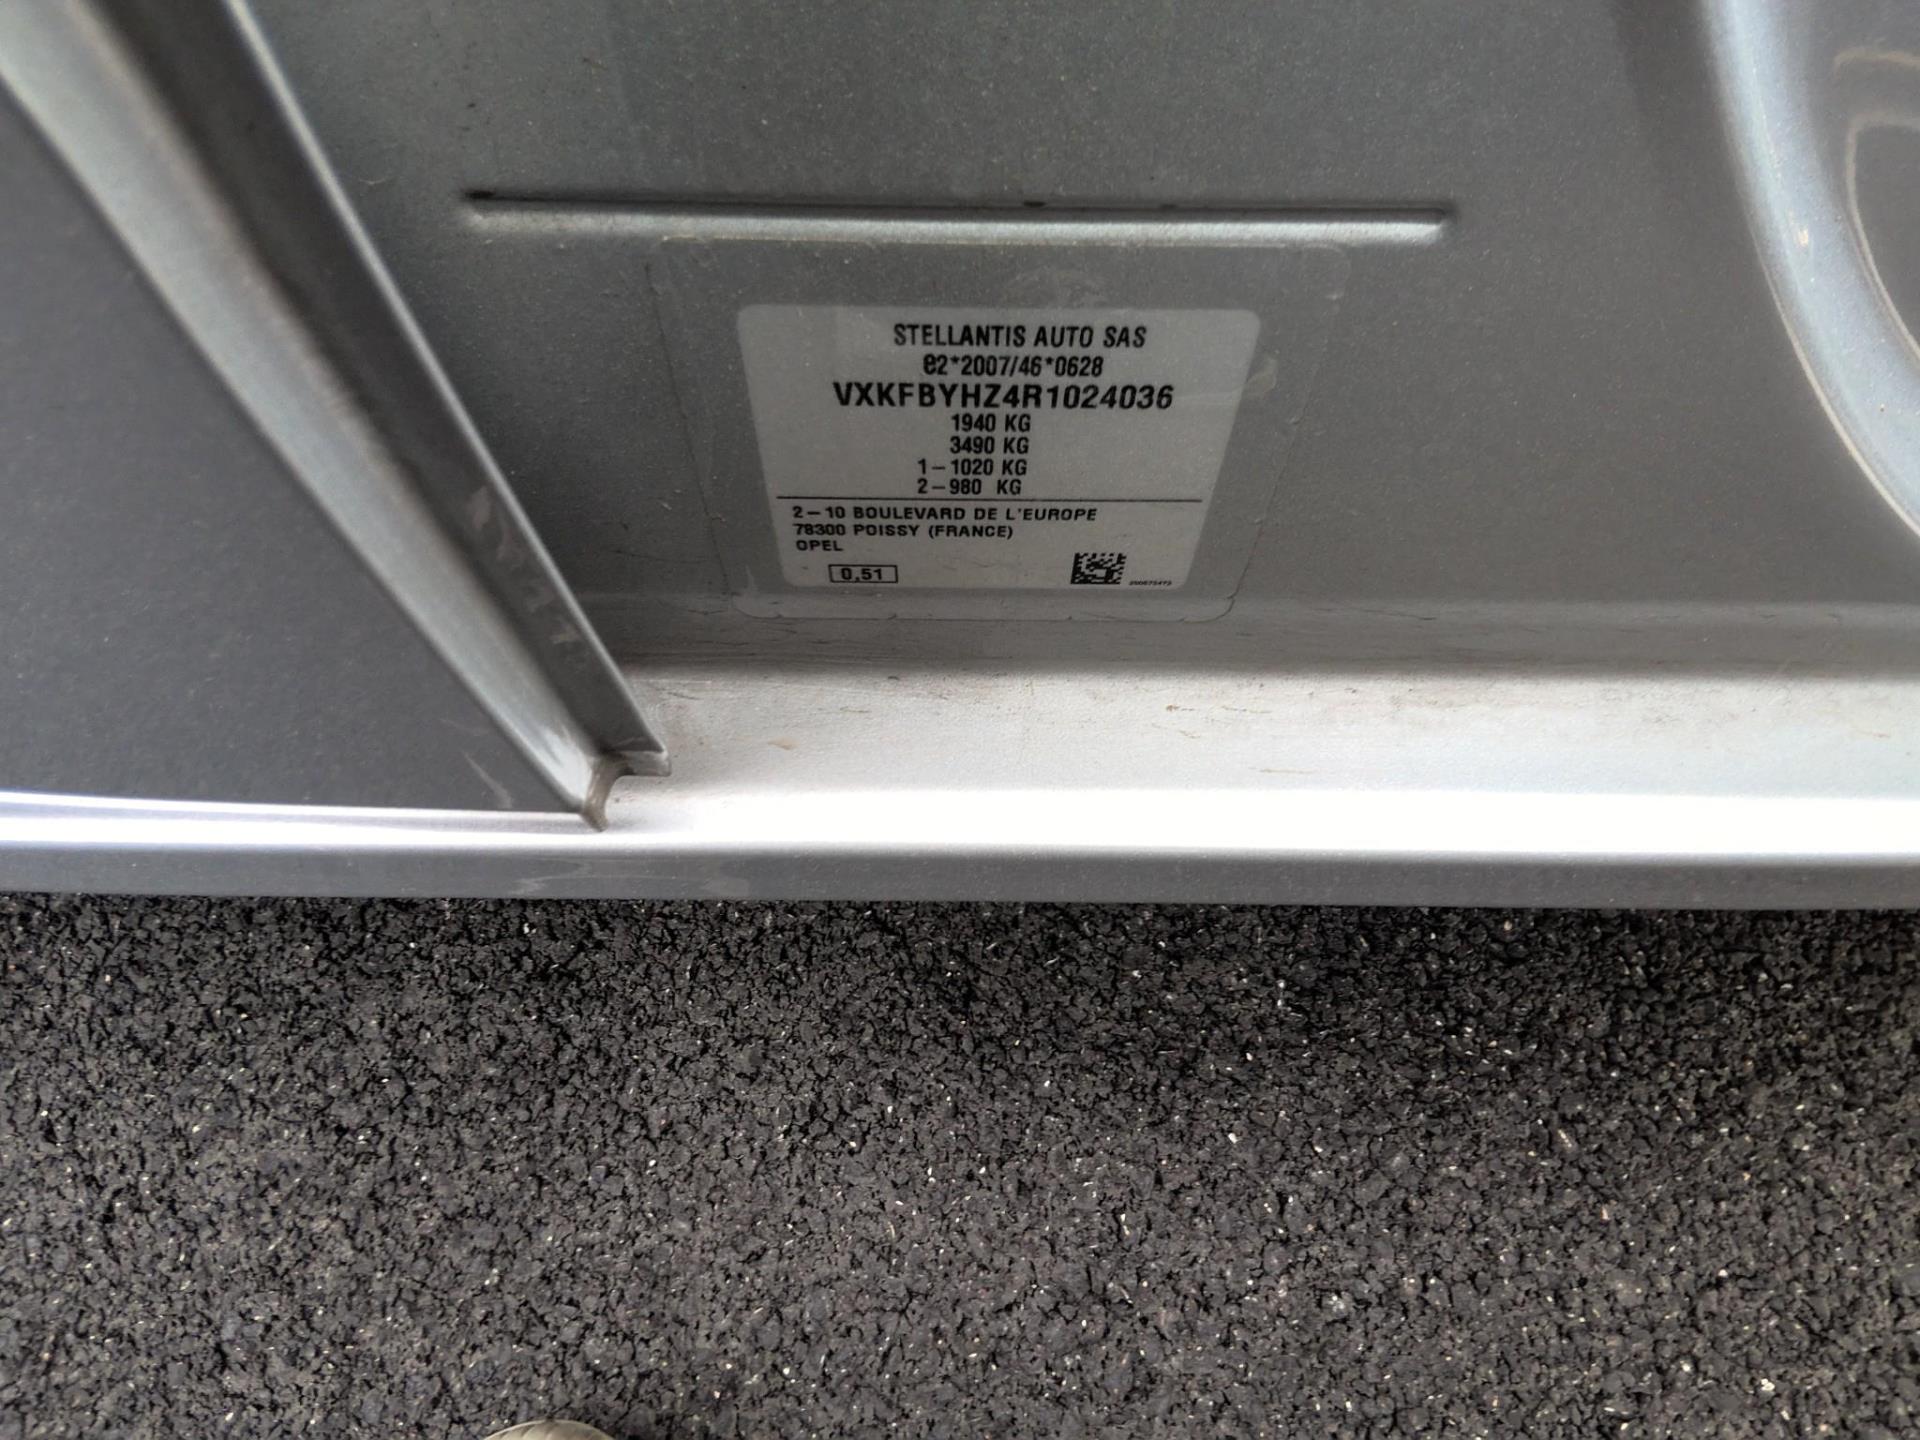 STELLANTIS AUTO SAS
e2*2007/46*0628
VXKFBYHZ4R1024036
1940 KG
3490 KG
1-1020 KG
2-980 KG
2-10 BOULEVARD DE L'EUROPE
78300 POISSY (FRANCE)
OPEL
0,51